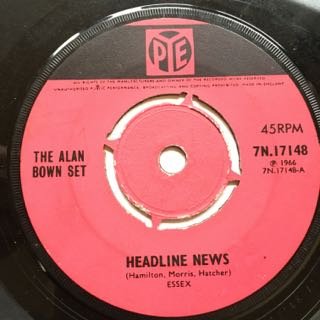 PYE
ALL RIGHTS OF THE MANUFACTURER AND OWNER OF THE RECORDED WORK RESERVED
UNAUTHORISED PUBLIC PERFORMANCE, BROADCASTING AND COPYING PROHIBITED. MADE IN ENGLAND
45RPM
THE ALAN
BOWN SET
7N.17148
℗ 1966
7N.17148-A
HEADLINE NEWS
(Hamilton, Morris, Hatcher)
ESSEX